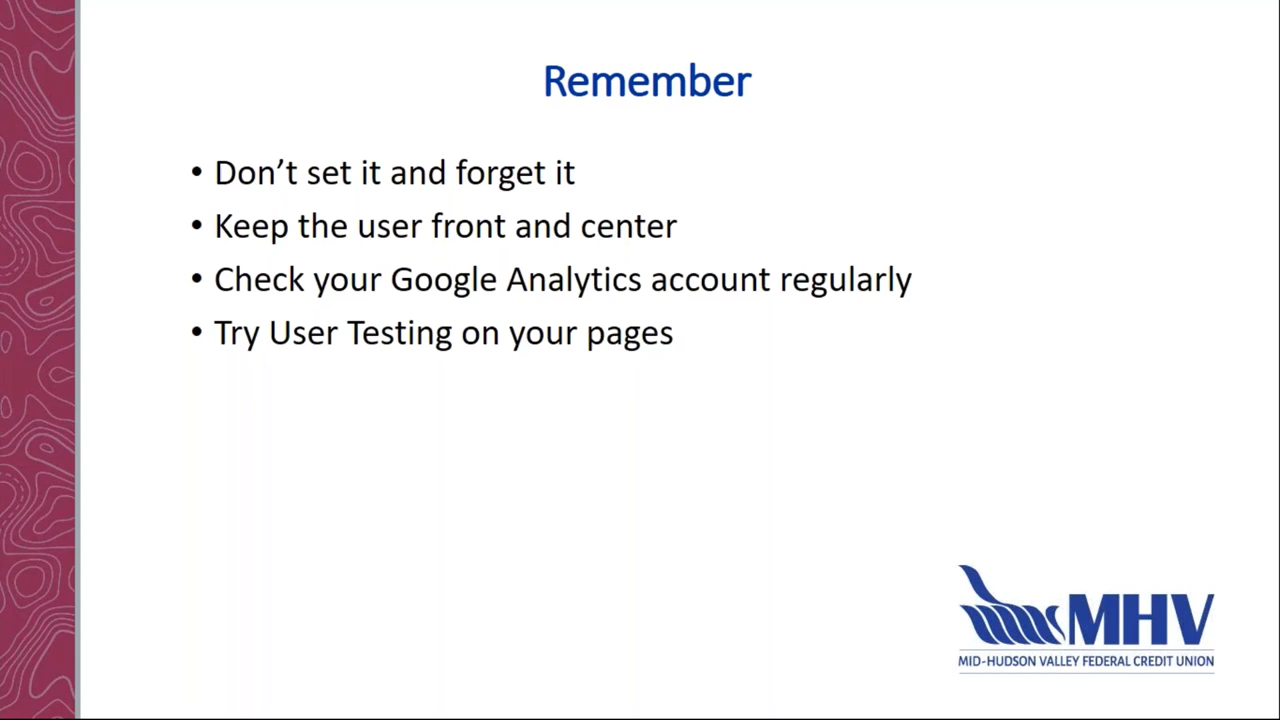 Remember
• Don’t set it and forget it
• Keep the user front and center
• Check your Google Analytics account regularly
• Try User Testing on your pages
MHV
MID-HUDSON VALLEY FEDERAL CREDIT UNION